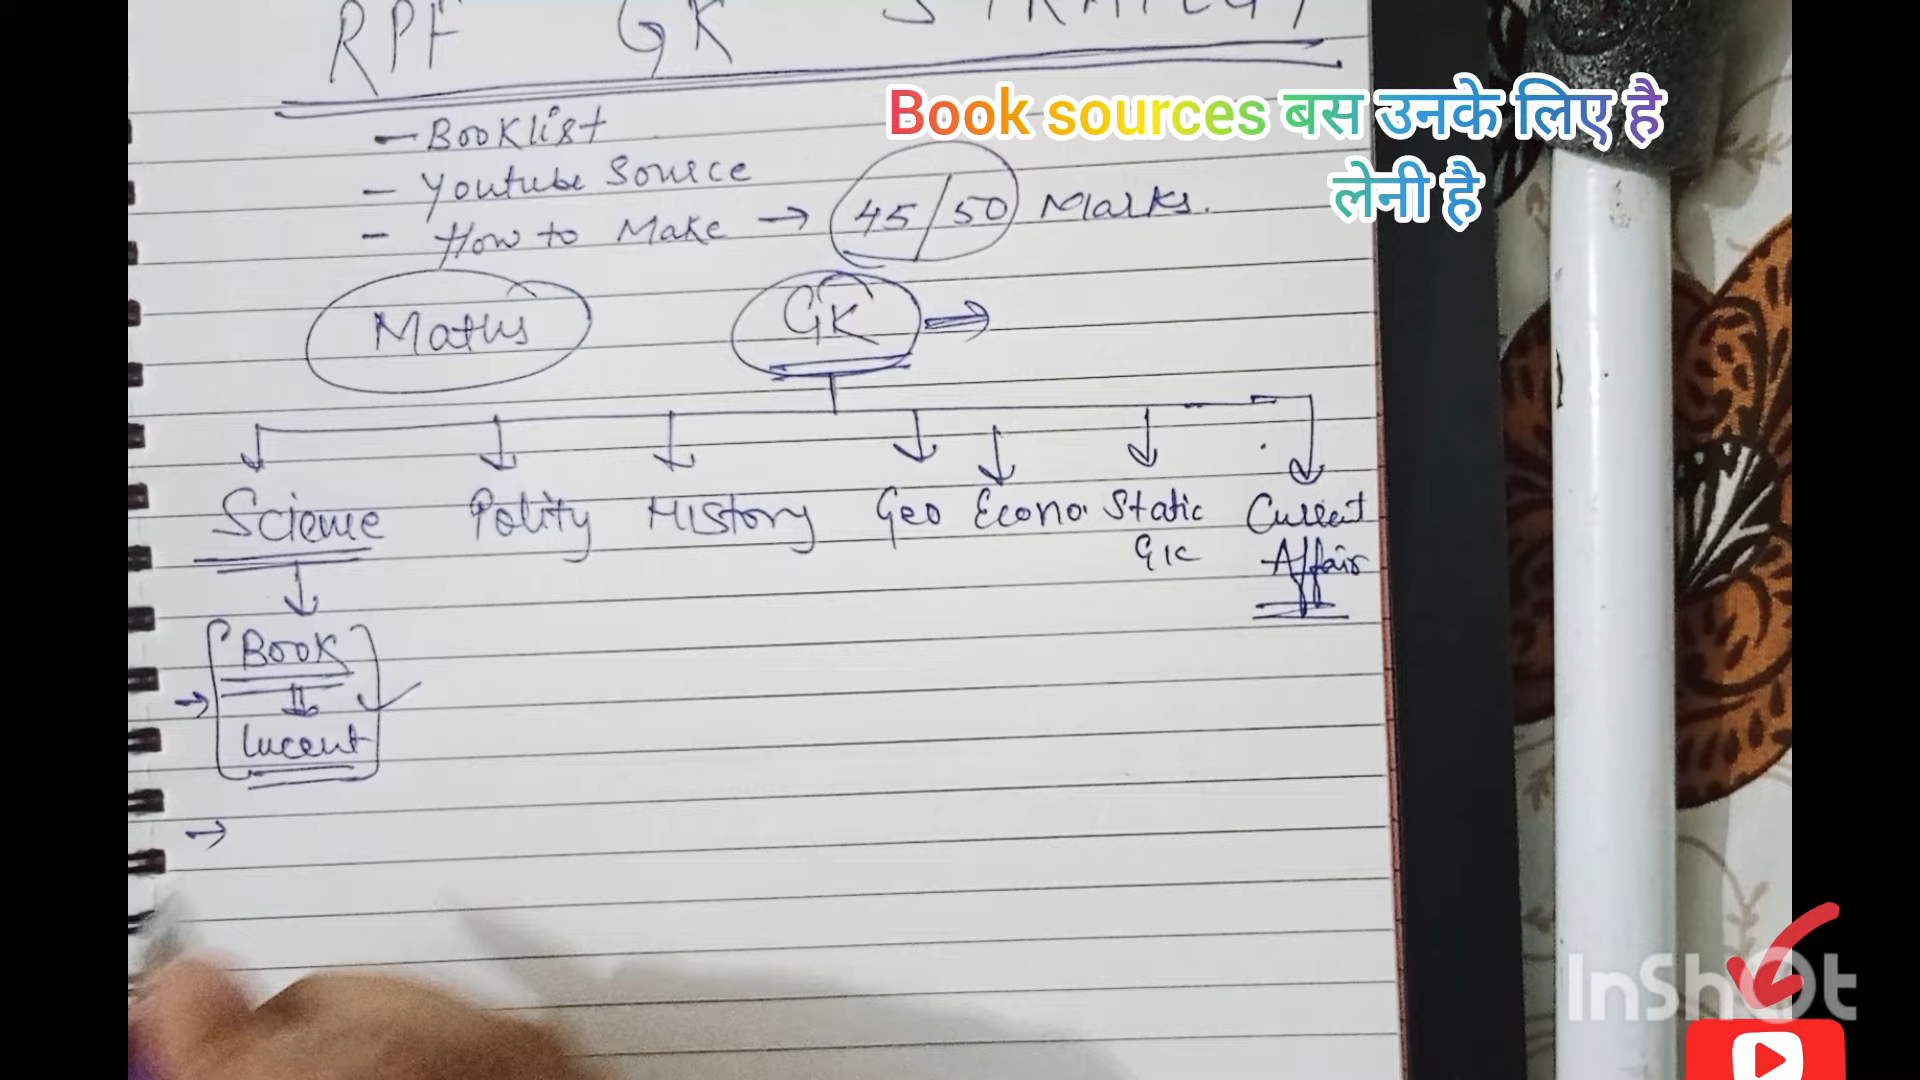 RPF GK STRATEGY
Book sources बस उनके लिए है
लेनी है
- Booklist
- Youtube Source
- How to Make → 45/50 Marks.
Maths GK
Science Polity History Geo Econo. Static GK Current Affair
Book
Lucent
InShOt